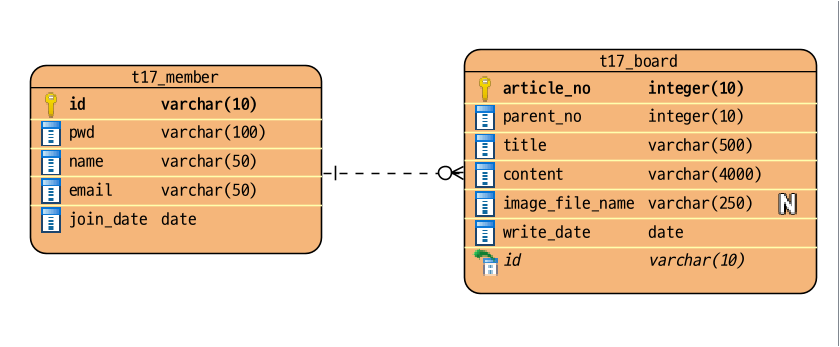 t17_member
id varchar(10)
pwd varchar(100)
name varchar(50)
email varchar(50)
join_date date
t17_board
article_no integer(10)
parent_no integer(10)
title varchar(500)
content varchar(4000)
image_file_name varchar(250) N
write_date date
id varchar(10)